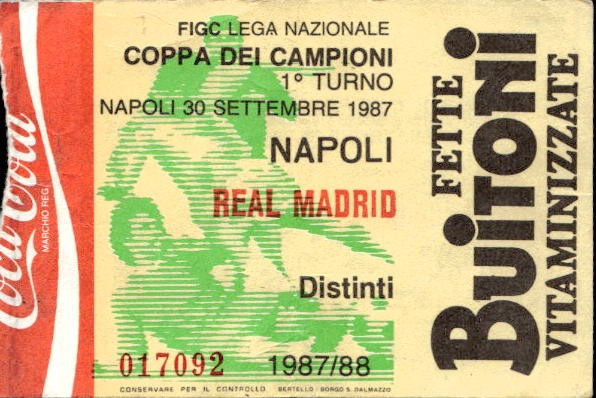 Coca-Cola
MARCHIO REG.
FIGC LEGA NAZIONALE
COPPA DEI CAMPIONI
1° TURNO
NAPOLI 30 SETTEMBRE 1987
NAPOLI
REAL MADRID
Distinti
017092 1987/88
CONSERVARE PER IL CONTROLLO BERTELLO - BORGO S. DALMAZZO
FETTE
BUiTONi
VITAMINIZZATE